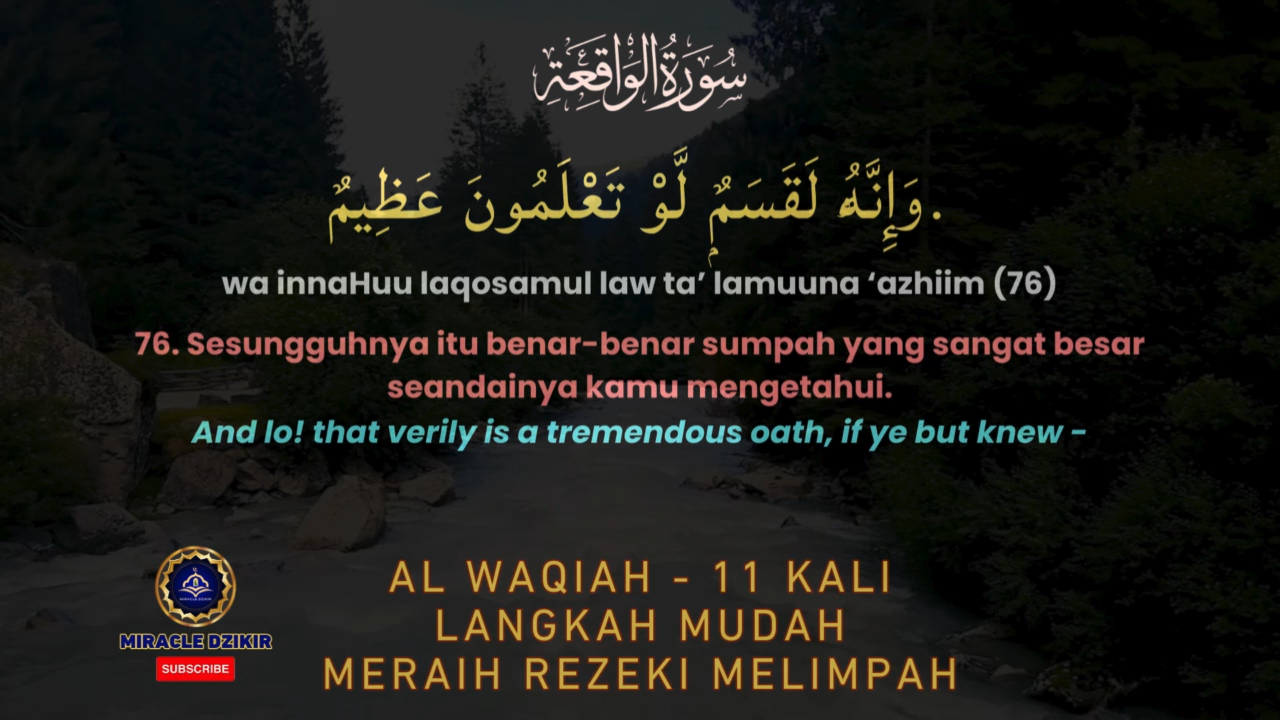 سُورَةُ الوَاقِعَةِ
وَإِنَّهُۥ لَقَسَمٌۭ لَّوْ تَعْلَمُونَ عَظِيمٌ.
wa innaHuu laqosamul law ta’ lamuuna ‘azhiim (76)
76. Sesungguhnya itu benar-benar sumpah yang sangat besar
seandainya kamu mengetahui.
And lo! that verily is a tremendous oath, if ye but knew -
AL WAQIAH - 11 KALI
LANGKAH MUDAH
MERAIH REZEKI MELIMPAH
MIRACLE DZIKIR
MIRACLE DZIKIR
SUBSCRIBE